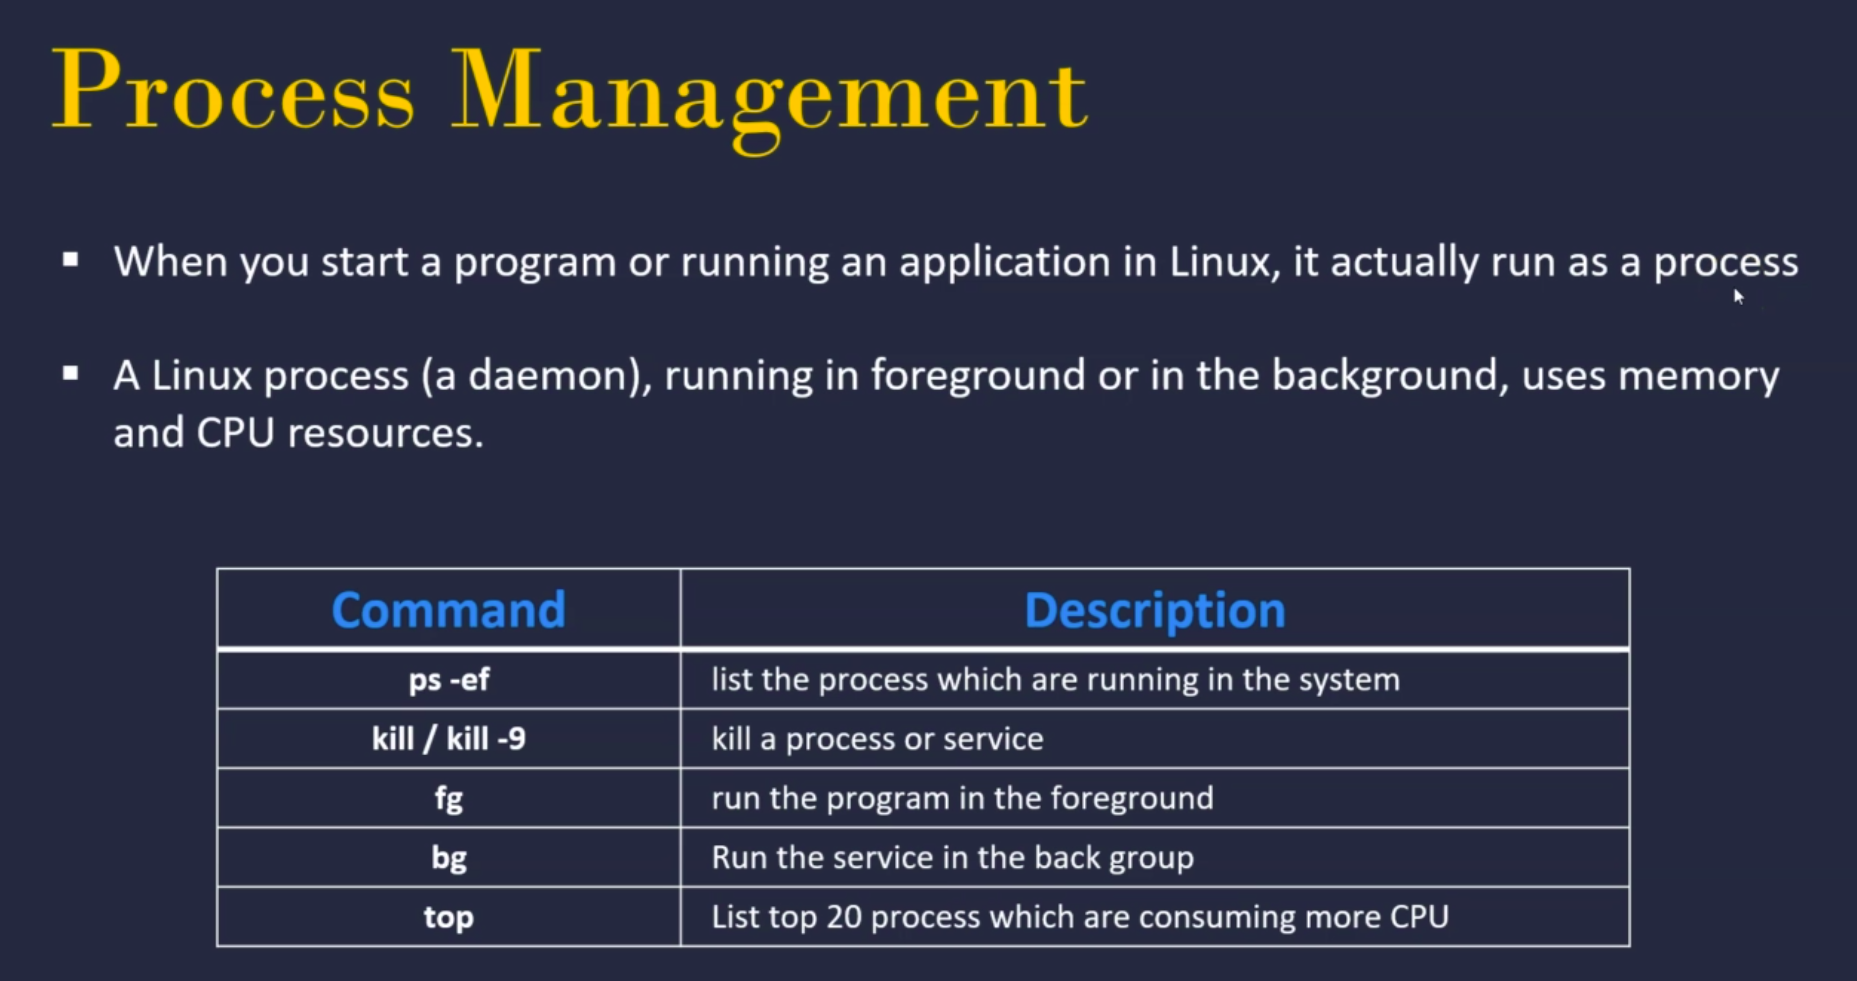 Process Management
▪ When you start a program or running an application in Linux, it actually run as a process
▪ A Linux process (a daemon), running in foreground or in the background, uses memory
and CPU resources.
Command Description
ps -ef list the process which are running in the system
kill / kill -9 kill a process or service
fg run the program in the foreground
bg Run the service in the back group
top List top 20 process which are consuming more CPU